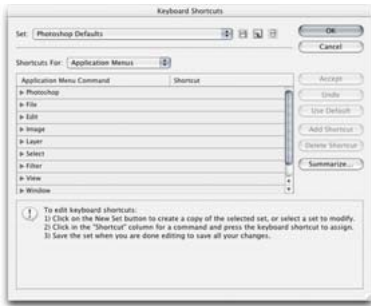 Keyboard Shortcuts
Set: Photoshop Defaults
OK
Cancel
Shortcuts For: Application Menus
Application Menu Command Shortcut
Photoshop
File
Edit
Image
Layer
Select
Filter
View
Window
Accept
Undo
Use Default
Add Shortcut
Delete Shortcut
Summarize...
To edit keyboard shortcuts:
1) Click on the New Set button to create a copy of the selected set, or select a set to modify.
2) Click in the "Shortcut" column for a command and press the keyboard shortcut to assign.
3) Save the set when you are done editing to save all your changes.